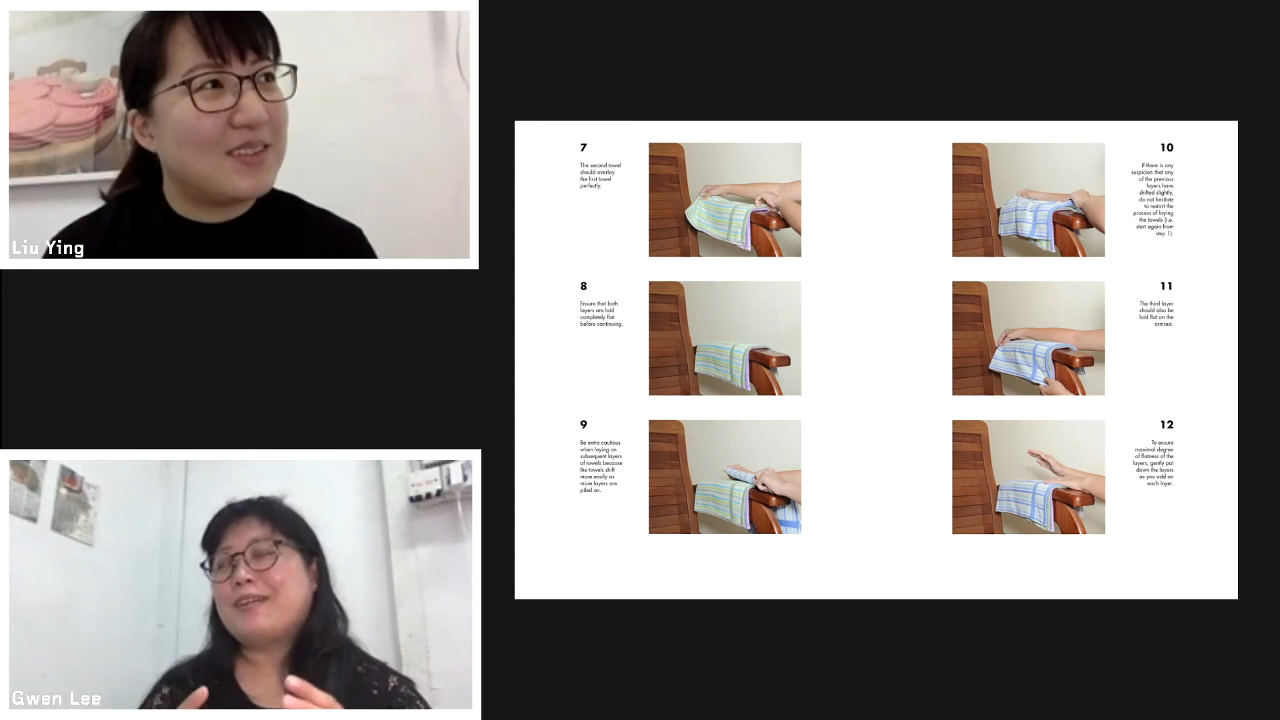 Liu Ying
Gwen Lee
7
The second towel
should overlay
the first towel
perfectly.
8
Ensure that both
layers are laid
completely flat
before continuing.
9
Be extra cautious
when laying on
subsequent layers
of towels because
the towels shift
more easily as
more layers are
piled on.
10
If there is any
suspicion that any
of the previous
layers have
shifted slightly,
do not hesitate
to restart the
process of laying
the towels (i.e.
start again from
step 1).
11
The third layer
should also be
laid flat on the
armrest.
12
To ensure
maximal degree
of flatness of the
layers, gently pat
down the layers
as you add on
each layer.